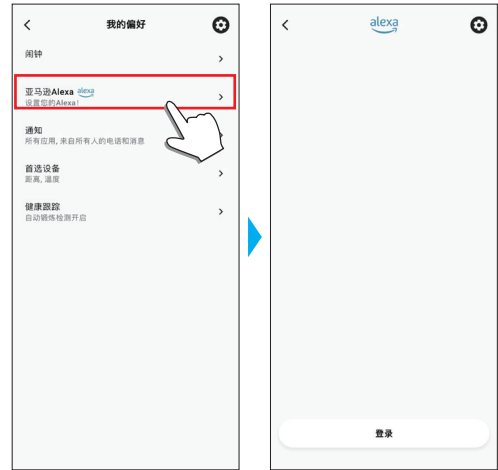 我的偏好
闹钟
亚马逊Alexa alexa
设置您的Alexa!
通知
所有应用, 来自所有人的电话和消息
首选设备
距离, 温度
健康跟踪
自动锻炼检测开启
alexa
登录